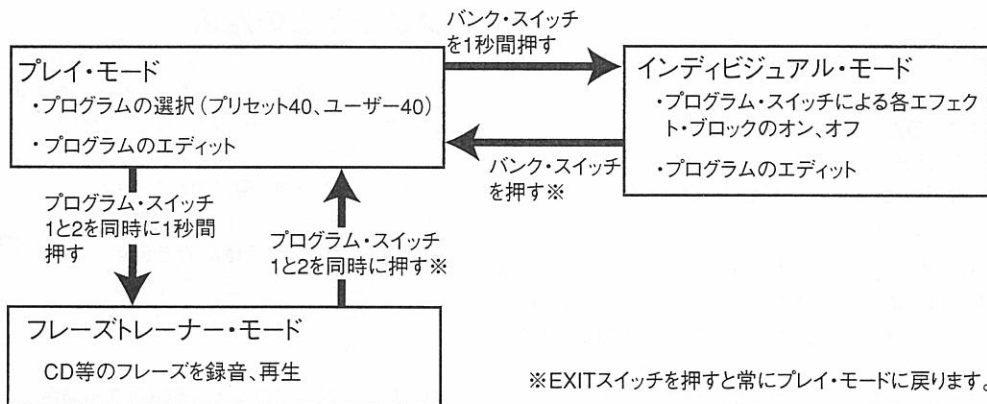 バンク・スイッチ
を1秒間押す
プレイ・モード
・プログラムの選択(プリセット40、ユーザー40)
・プログラムのエディット
インディビジュアル・モード
・プログラム・スイッチによる各エフェク
ト・ブロックのオン、オフ
・プログラムのエディット
バンク・スイッチ
を押す※
プログラム・スイッチ
1と2を同時に1秒間
押す
プログラム・スイッチ
1と2を同時に押す※
フレーズトレーナー・モード
CD等のフレーズを録音、再生
※EXITスイッチを押すと常にプレイ・モードに戻ります。